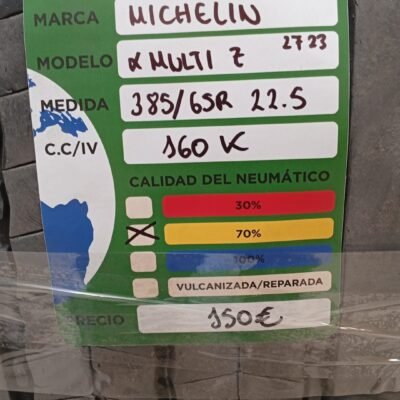 MARCA MICHELIN
MODELO X MULTI Z 2723
MEDIDA 385/65R 22.5
C.C/IV 160 K
CALIDAD DEL NEUMÁTICO
30%
70%
100%
VULCANIZADA/REPARADA
PRECIO 150€